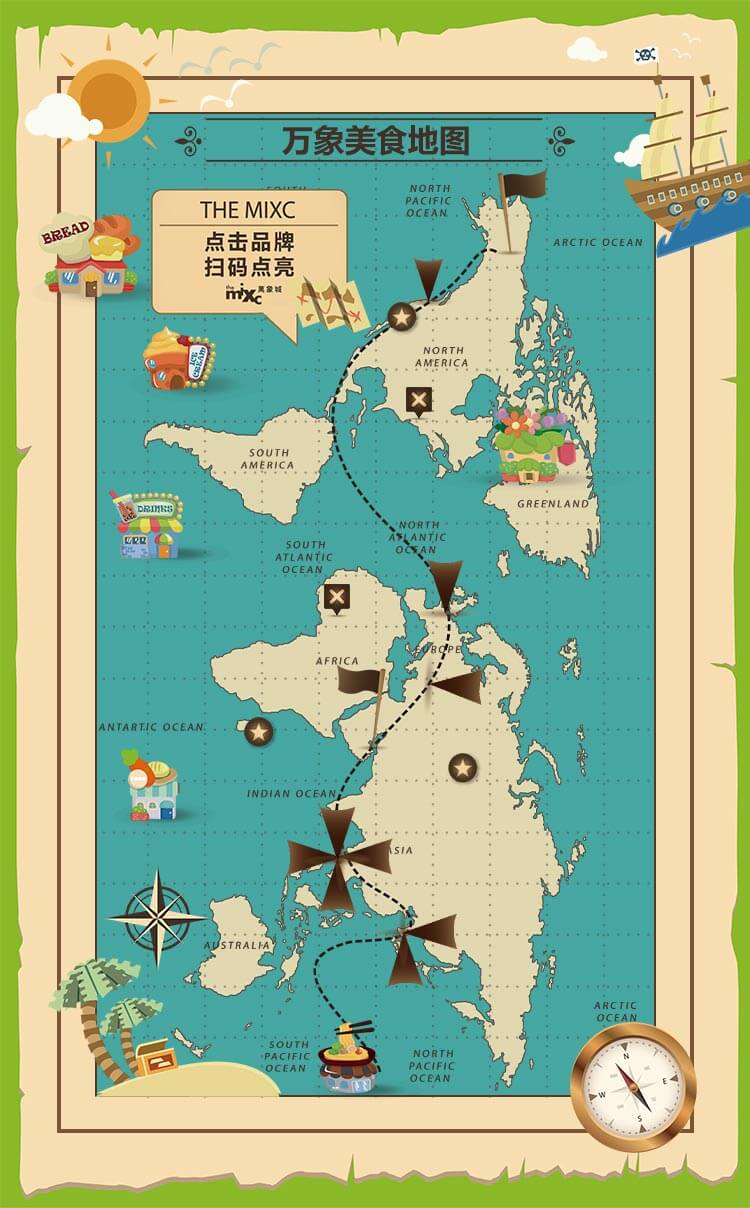 万象美食地图
THE MIXC
点击品牌
扫码点亮
the mixc 万象城
NORTH
PACIFIC
OCEAN
ARCTIC OCEAN
BREAD
ICE
CREAM
NORTH
AMERICA
SOUTH
AMERICA
GREENLAND
DRINKS
NORTH
ATLANTIC
OCEAN
SOUTH
ATLANTIC
OCEAN
EUROPE
AFRICA
ANTARTIC OCEAN
INDIAN OCEAN
ASIA
AUSTRALIA
ARCTIC
OCEAN
SOUTH
PACIFIC
OCEAN
NORTH
PACIFIC
OCEAN
N
W
E
S